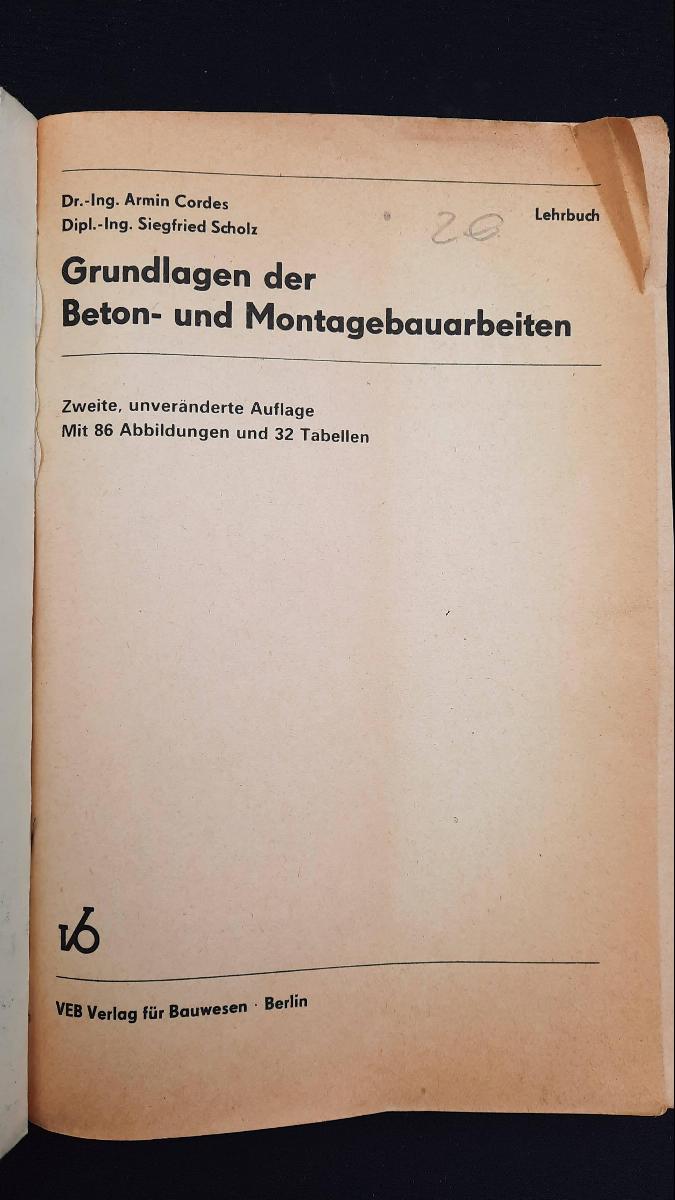 Dr.-Ing. Armin Cordes
Dipl.-Ing. Siegfried Scholz
26
Lehrbuch
Grundlagen der
Beton- und Montagebauarbeiten
Zweite, unveränderte Auflage
Mit 86 Abbildungen und 32 Tabellen
VEB Verlag für Bauwesen · Berlin